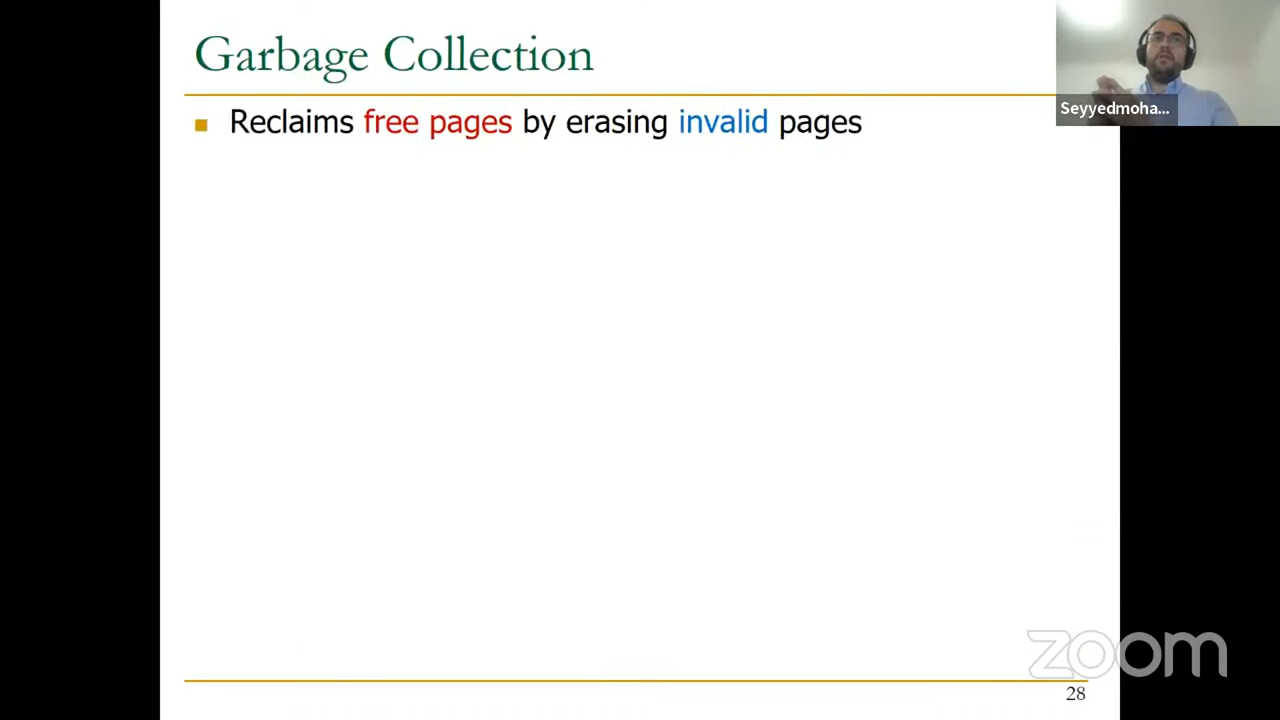 Garbage Collection
Reclaims free pages by erasing invalid pages
Seyyedmoha...
zoom
28